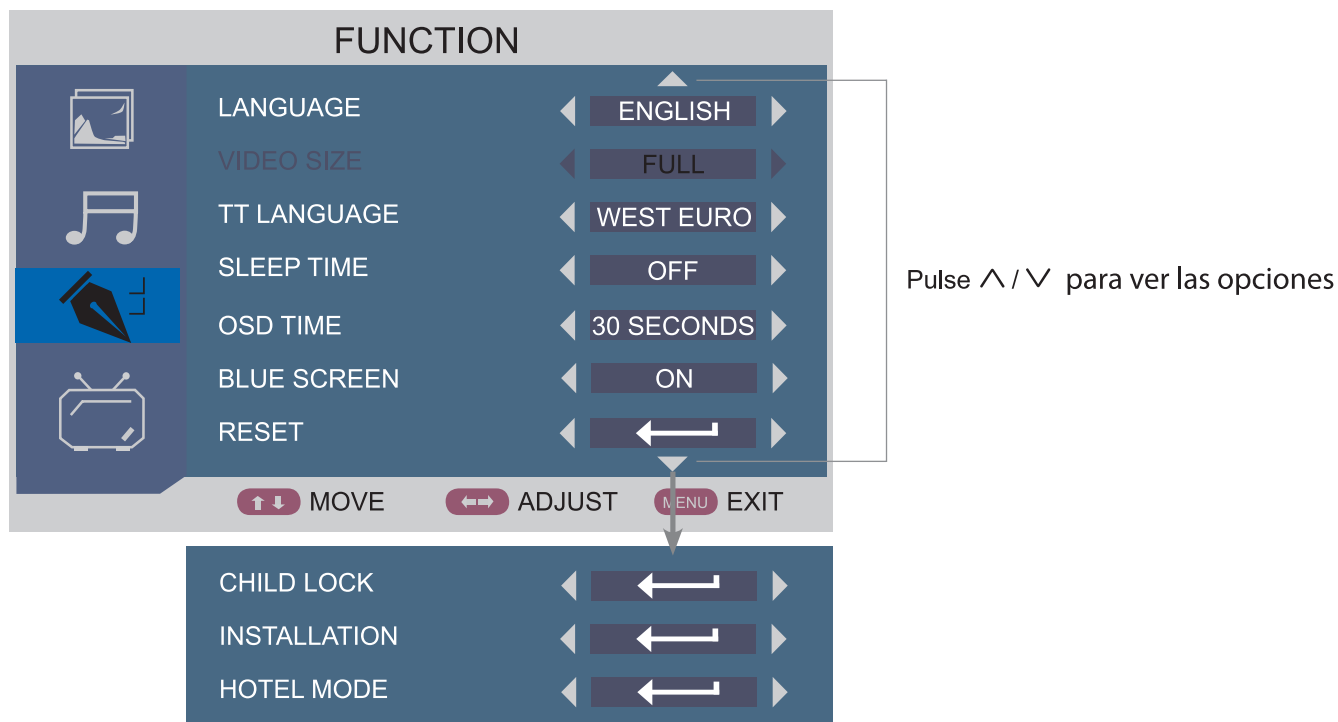 FUNCTION
LANGUAGE ENGLISH
VIDEO SIZE FULL
TT LANGUAGE WEST EURO
SLEEP TIME OFF
OSD TIME 30 SECONDS
BLUE SCREEN ON
RESET
MOVE ADJUST MENU EXIT
CHILD LOCK
INSTALLATION
HOTEL MODE
Pulse ∧ / ∨ para ver las opciones